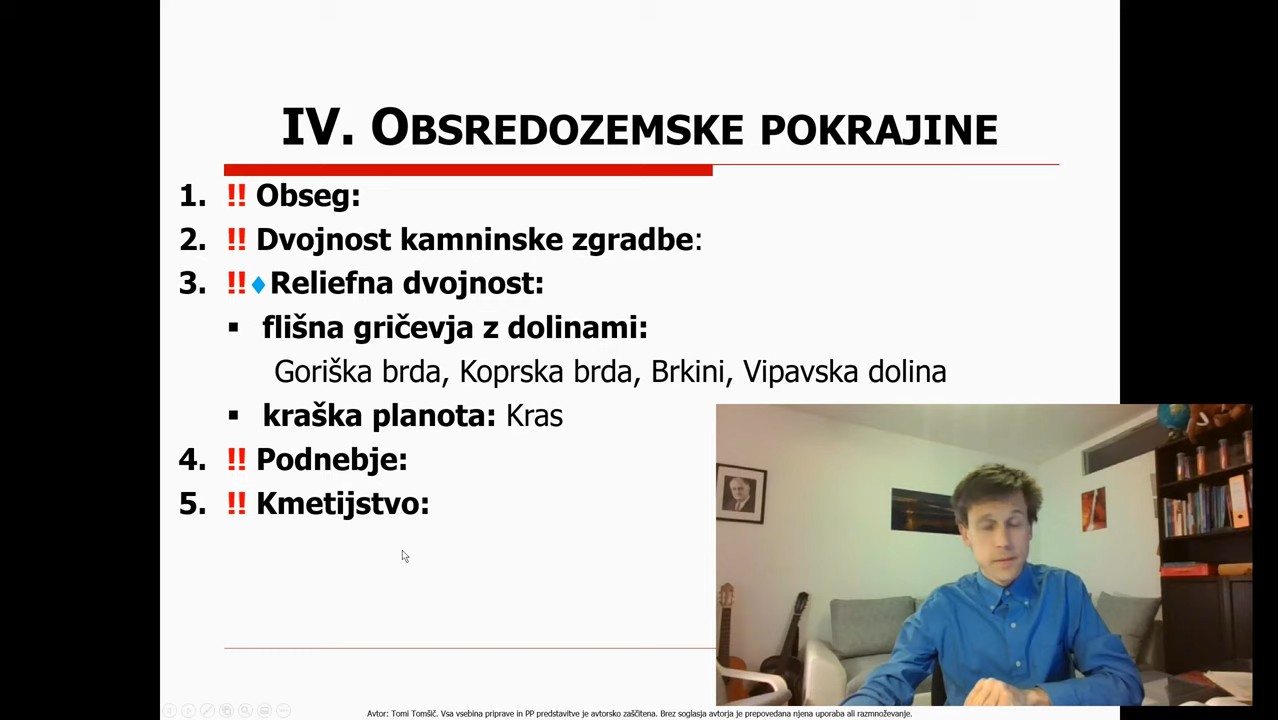 IV. OBSREDOZEMSKE POKRAJINE
1. !! Obseg:
2. !! Dvojnost kamninske zgradbe:
3. !!♦Reliefna dvojnost:
▪ flišna gričevja z dolinami:
Goriška brda, Koprska brda, Brkini, Vipavska dolina
▪ kraška planota: Kras
4. !! Podnebje:
5. !! Kmetijstvo:
Avtor: Tomi Tomšič. Vsa vsebina priprave in PP predstavitve je avtorsko zaščitena. Brez soglasja avtorja je prepovedana njena uporaba ali razmnoževanje.